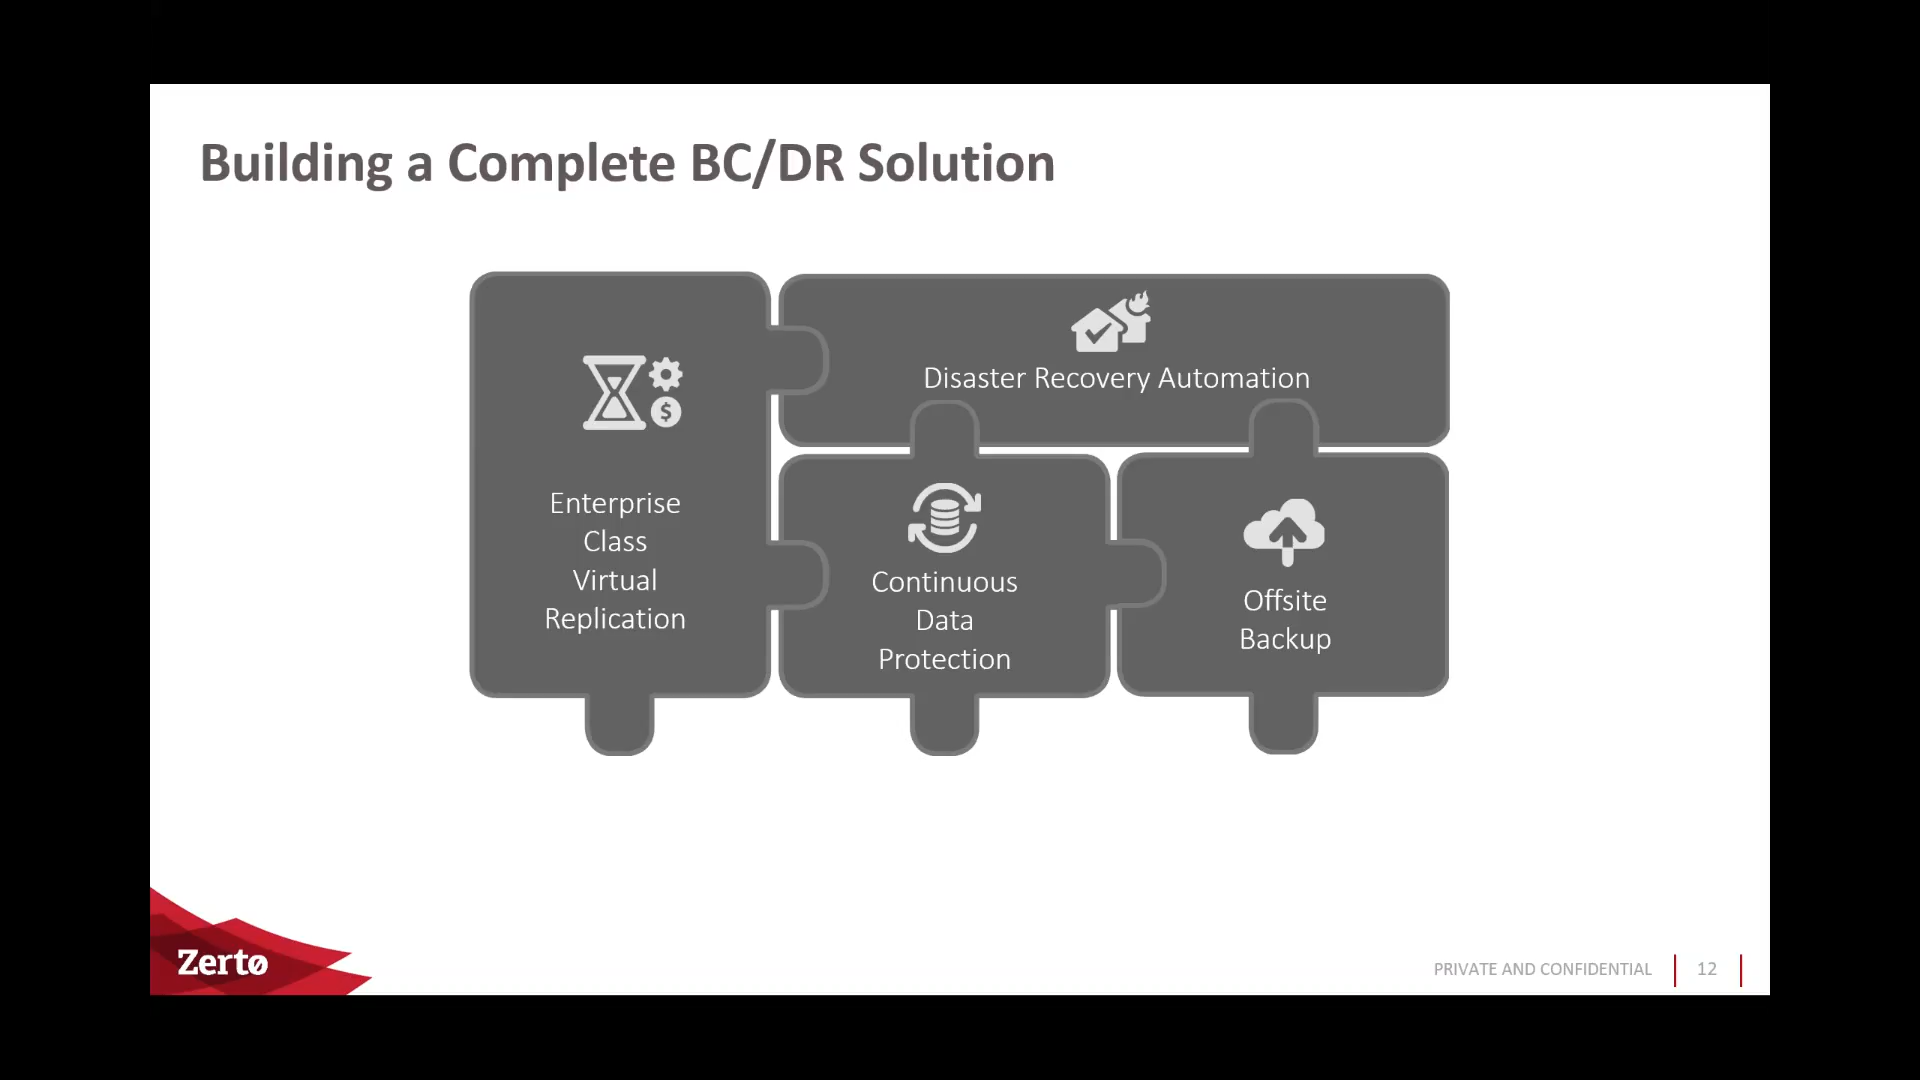 Building a Complete BC/DR Solution
Disaster Recovery Automation
Enterprise
Class
Virtual
Replication
$
Continuous
Data
Protection
Offsite
Backup
Zertø
PRIVATE AND CONFIDENTIAL
12